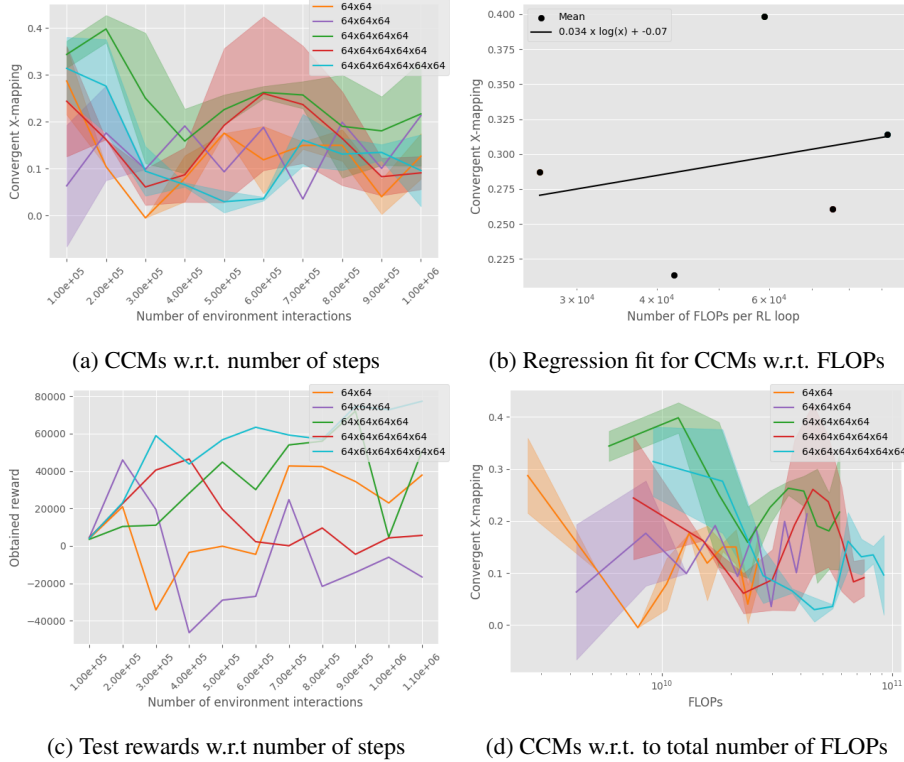 64x64
64x64x64
64x64x64x64
64x64x64x64x64
64x64x64x64x64x64
0.4
0.3
0.2
0.1
0.0
Convergent X-mapping
1.00e+05
2.00e+05
3.00e+05
4.00e+05
5.00e+05
6.00e+05
7.00e+05
8.00e+05
9.00e+05
1.00e+06
Number of environment interactions
(a) CCMs w.r.t. number of steps
Mean
0.034 x log(x) + -0.07
0.400
0.375
0.350
0.325
0.300
0.275
0.250
0.225
Convergent X-mapping
3 × 10⁴
4 × 10⁴
6 × 10⁴
Number of FLOPs per RL loop
(b) Regression fit for CCMs w.r.t. FLOPs
64x64
64x64x64
64x64x64x64
64x64x64x64x64
64x64x64x64x64x64
80000
60000
40000
20000
0
−20000
−40000
Obtained reward
1.00e+05
2.00e+05
3.00e+05
4.00e+05
5.00e+05
6.00e+05
7.00e+05
8.00e+05
9.00e+05
1.00e+06
1.10e+06
Number of environment interactions
(c) Test rewards w.r.t number of steps
64x64
64x64x64
64x64x64x64
64x64x64x64x64
64x64x64x64x64x64
0.4
0.3
0.2
0.1
0.0
Convergent X-mapping
10¹⁰
10¹¹
FLOPs
(d) CCMs w.r.t. to total number of FLOPs